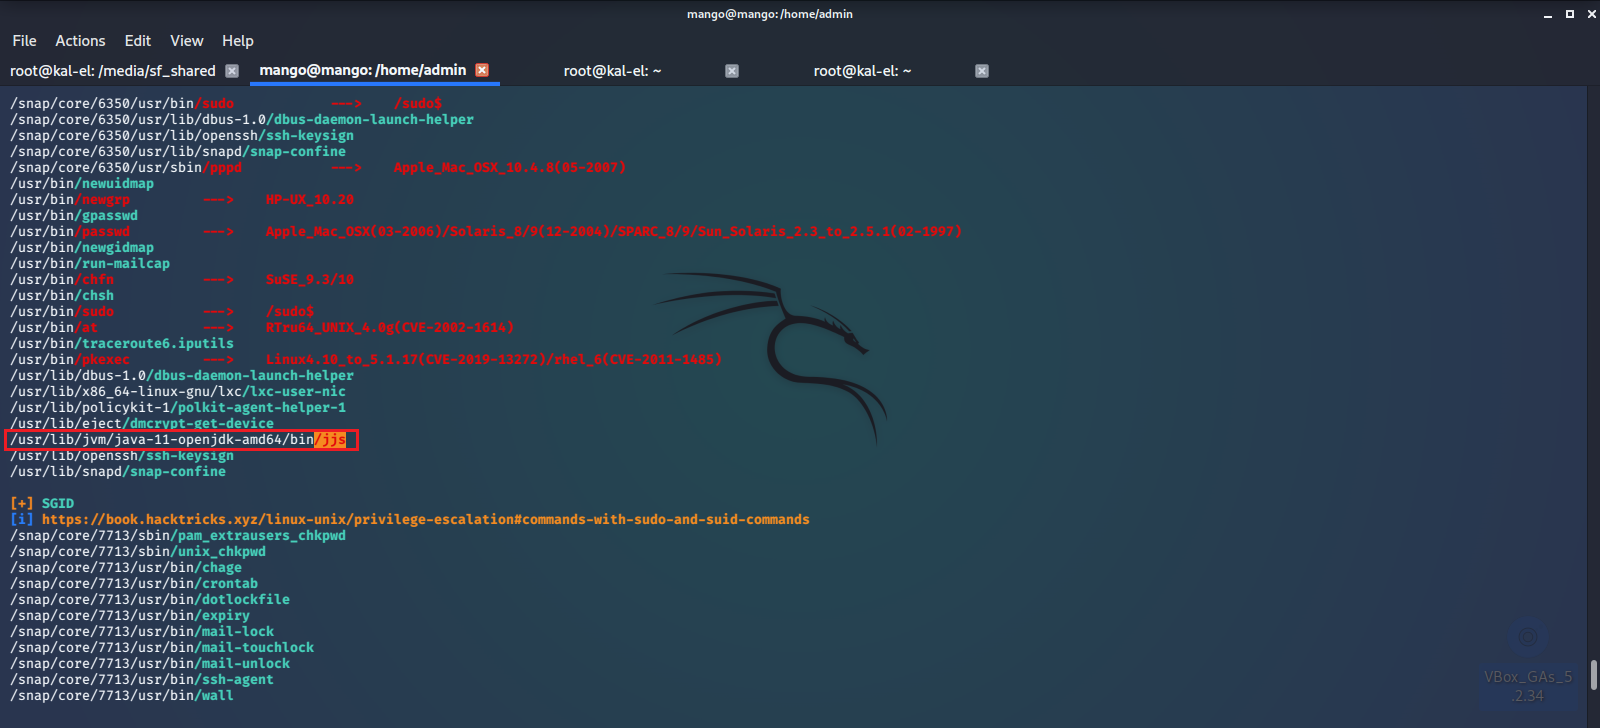 mango@mango: /home/admin
File Actions Edit View Help
root@kal-el: /media/sf_shared mango@mango: /home/admin root@kal-el: ~ root@kal-el: ~
/snap/core/6350/usr/bin/sudo ---> /sudo$
/snap/core/6350/usr/lib/dbus-1.0/dbus-daemon-launch-helper
/snap/core/6350/usr/lib/openssh/ssh-keysign
/snap/core/6350/usr/lib/snapd/snap-confine
/snap/core/6350/usr/sbin/pppd ---> Apple_Mac_OSX_10.4.8(05-2007)
/usr/bin/newuidmap
/usr/bin/newgrp ---> HP-UX_10.20
/usr/bin/gpasswd
/usr/bin/passwd ---> Apple_Mac_OSX(03-2006)/Solaris_8/9(12-2004)/SPARC_8/9/Sun_Solaris_2.3_to_2.5.1(02-1997)
/usr/bin/newgidmap
/usr/bin/run-mailcap
/usr/bin/chfn ---> SuSE_9.3/10
/usr/bin/chsh
/usr/bin/sudo ---> /sudo$
/usr/bin/at ---> RTru64_UNIX_4.0g(CVE-2002-1614)
/usr/bin/traceroute6.iputils
/usr/bin/pkexec ---> Linux4.10_to_5.1.17(CVE-2019-13272)/rhel_6(CVE-2011-1485)
/usr/lib/dbus-1.0/dbus-daemon-launch-helper
/usr/lib/x86_64-linux-gnu/lxc/lxc-user-nic
/usr/lib/policykit-1/polkit-agent-helper-1
/usr/lib/eject/dmcrypt-get-device
/usr/lib/jvm/java-11-openjdk-amd64/bin/jjs
/usr/lib/openssh/ssh-keysign
/usr/lib/snapd/snap-confine
[+] SGID
[i] https://book.hacktricks.xyz/linux-unix/privilege-escalation#commands-with-sudo-and-suid-commands
/snap/core/7713/sbin/pam_extrausers_chkpwd
/snap/core/7713/sbin/unix_chkpwd
/snap/core/7713/usr/bin/chage
/snap/core/7713/usr/bin/crontab
/snap/core/7713/usr/bin/dotlockfile
/snap/core/7713/usr/bin/expiry
/snap/core/7713/usr/bin/mail-lock
/snap/core/7713/usr/bin/mail-touchlock
/snap/core/7713/usr/bin/mail-unlock
/snap/core/7713/usr/bin/ssh-agent
/snap/core/7713/usr/bin/wall
VBox_GAs_5
.2.34